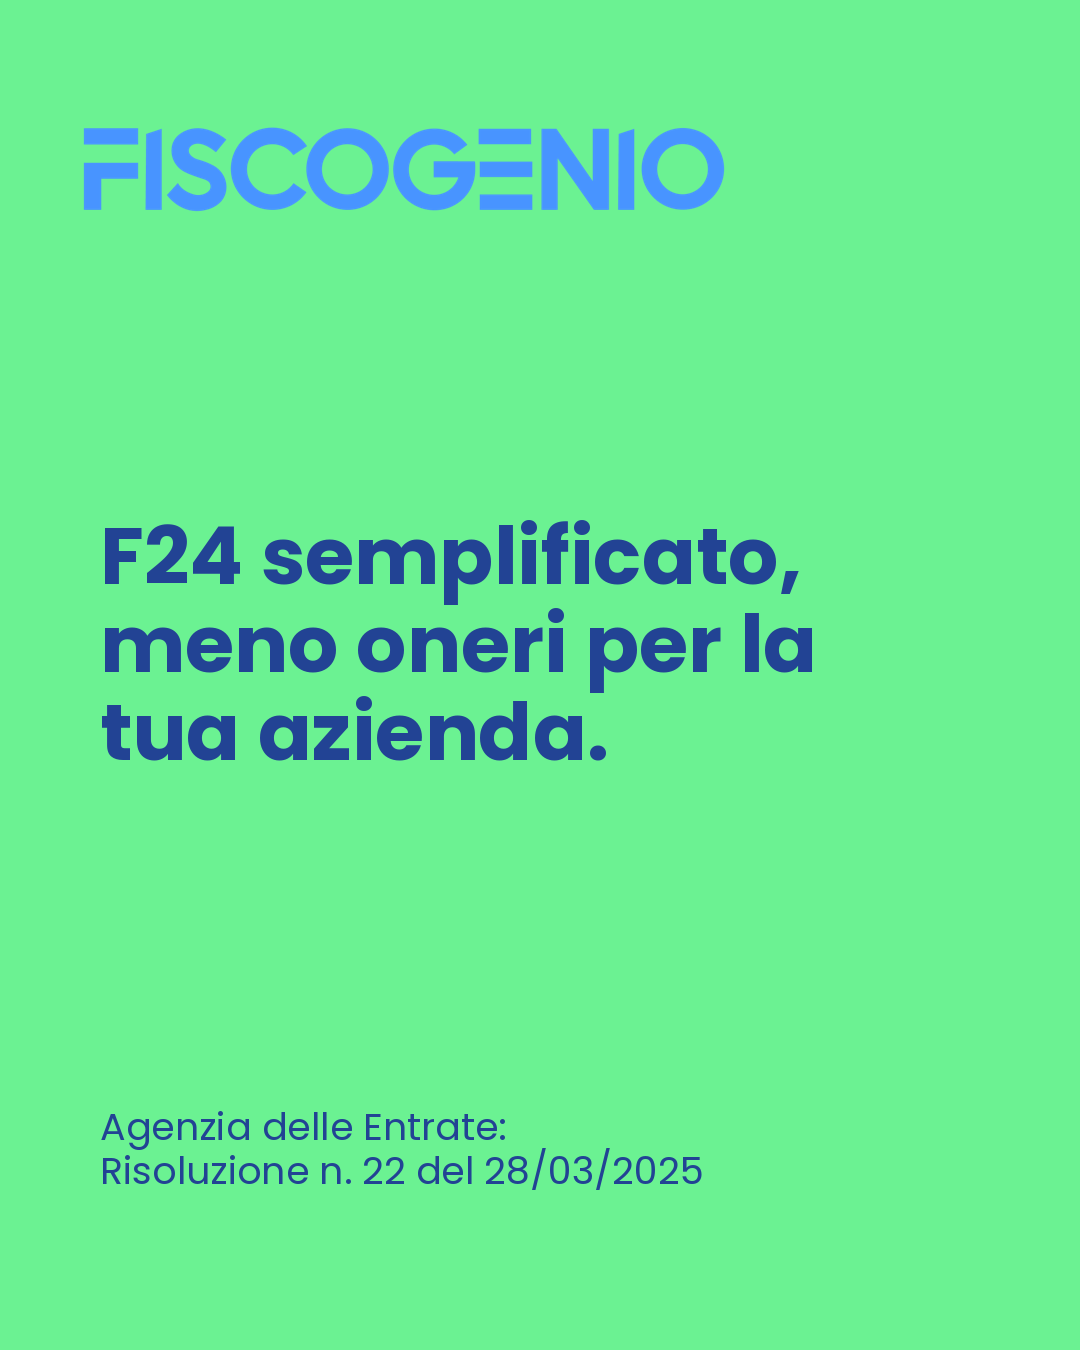 FISCOGENIO
F24 semplificato,
meno oneri per la
tua azienda.
Agenzia delle Entrate:
Risoluzione n. 22 del 28/03/2025